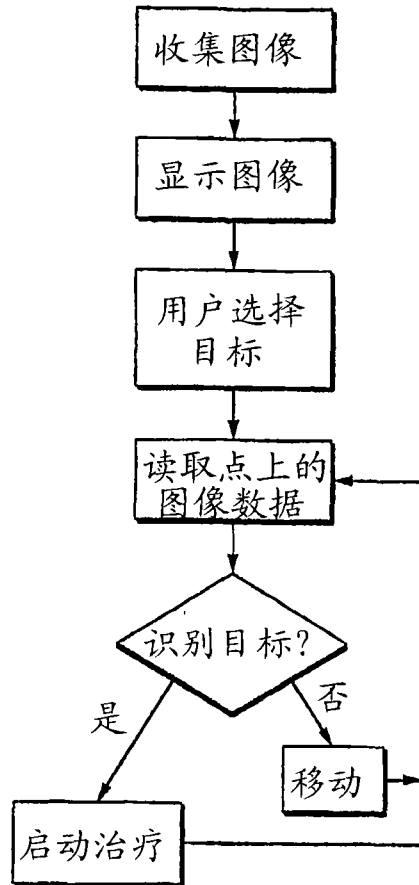 收集图像
显示图像
用户选择
目标
读取点上的
图像数据
识别目标?
是
否
移动
启动治疗